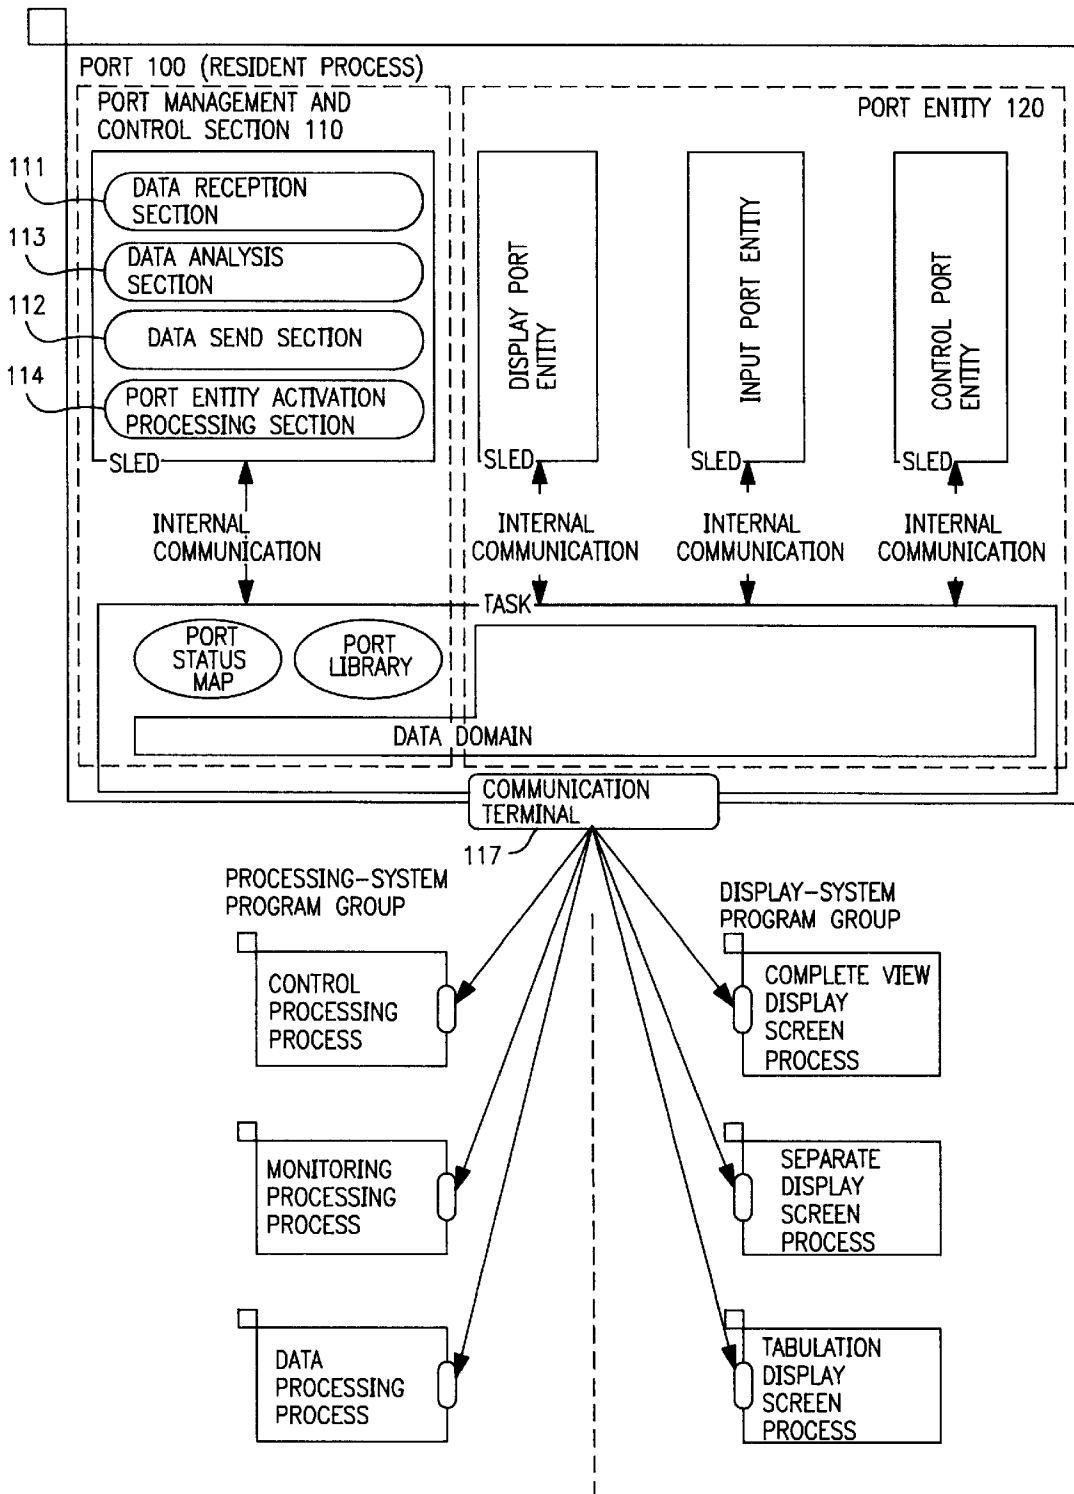 PORT 100 (RESIDENT PROCESS)
PORT MANAGEMENT AND
CONTROL SECTION 110
PORT ENTITY 120
111
DATA RECEPTION
SECTION
113
DATA ANALYSIS
SECTION
112
DATA SEND SECTION
114
PORT ENTITY ACTIVATION
PROCESSING SECTION
SLED
DISPLAY PORT
ENTITY
SLED
INPUT PORT ENTITY
SLED
CONTROL PORT
ENTITY
SLED
INTERNAL
COMMUNICATION
INTERNAL
COMMUNICATION
INTERNAL
COMMUNICATION
INTERNAL
COMMUNICATION
TASK
PORT
STATUS
MAP
PORT
LIBRARY
DATA DOMAIN
COMMUNICATION
TERMINAL
117
PROCESSING-SYSTEM
PROGRAM GROUP
CONTROL
PROCESSING
PROCESS
MONITORING
PROCESSING
PROCESS
DATA
PROCESSING
PROCESS
DISPLAY-SYSTEM
PROGRAM GROUP
COMPLETE VIEW
DISPLAY
SCREEN
PROCESS
SEPARATE
DISPLAY
SCREEN
PROCESS
TABULATION
DISPLAY
SCREEN
PROCESS